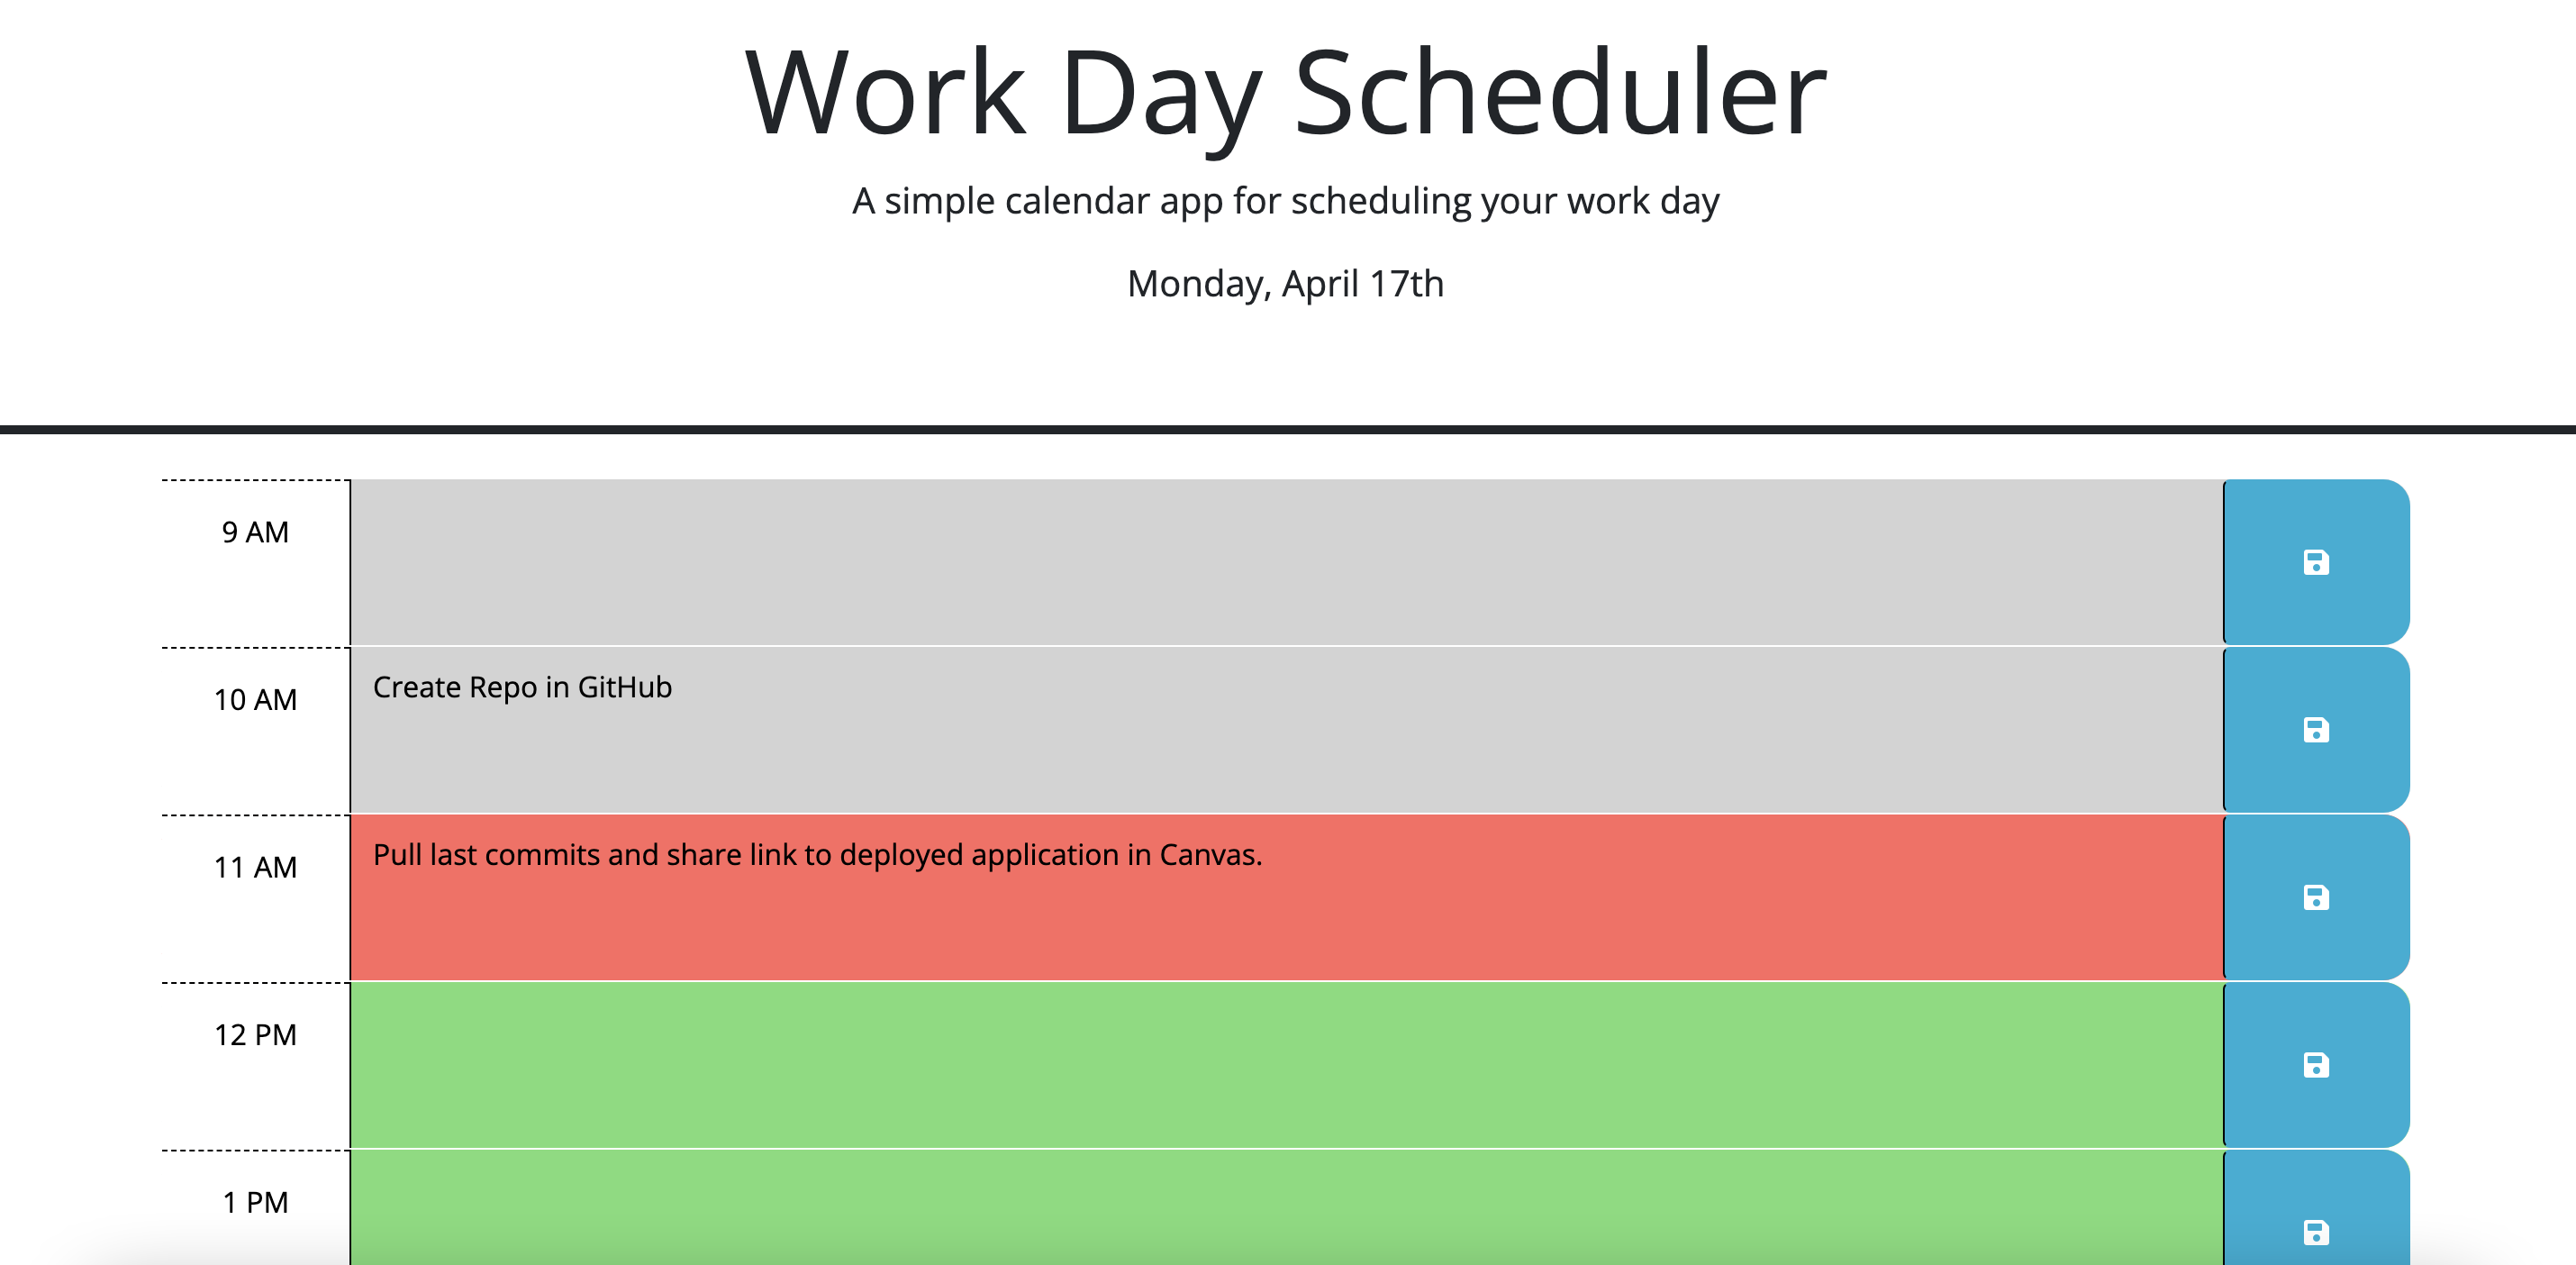 Work Day Scheduler
A simple calendar app for scheduling your work day
Monday, April 17th
9 AM
10 AM
Create Repo in GitHub
11 AM
Pull last commits and share link to deployed application in Canvas.
12 PM
1 PM